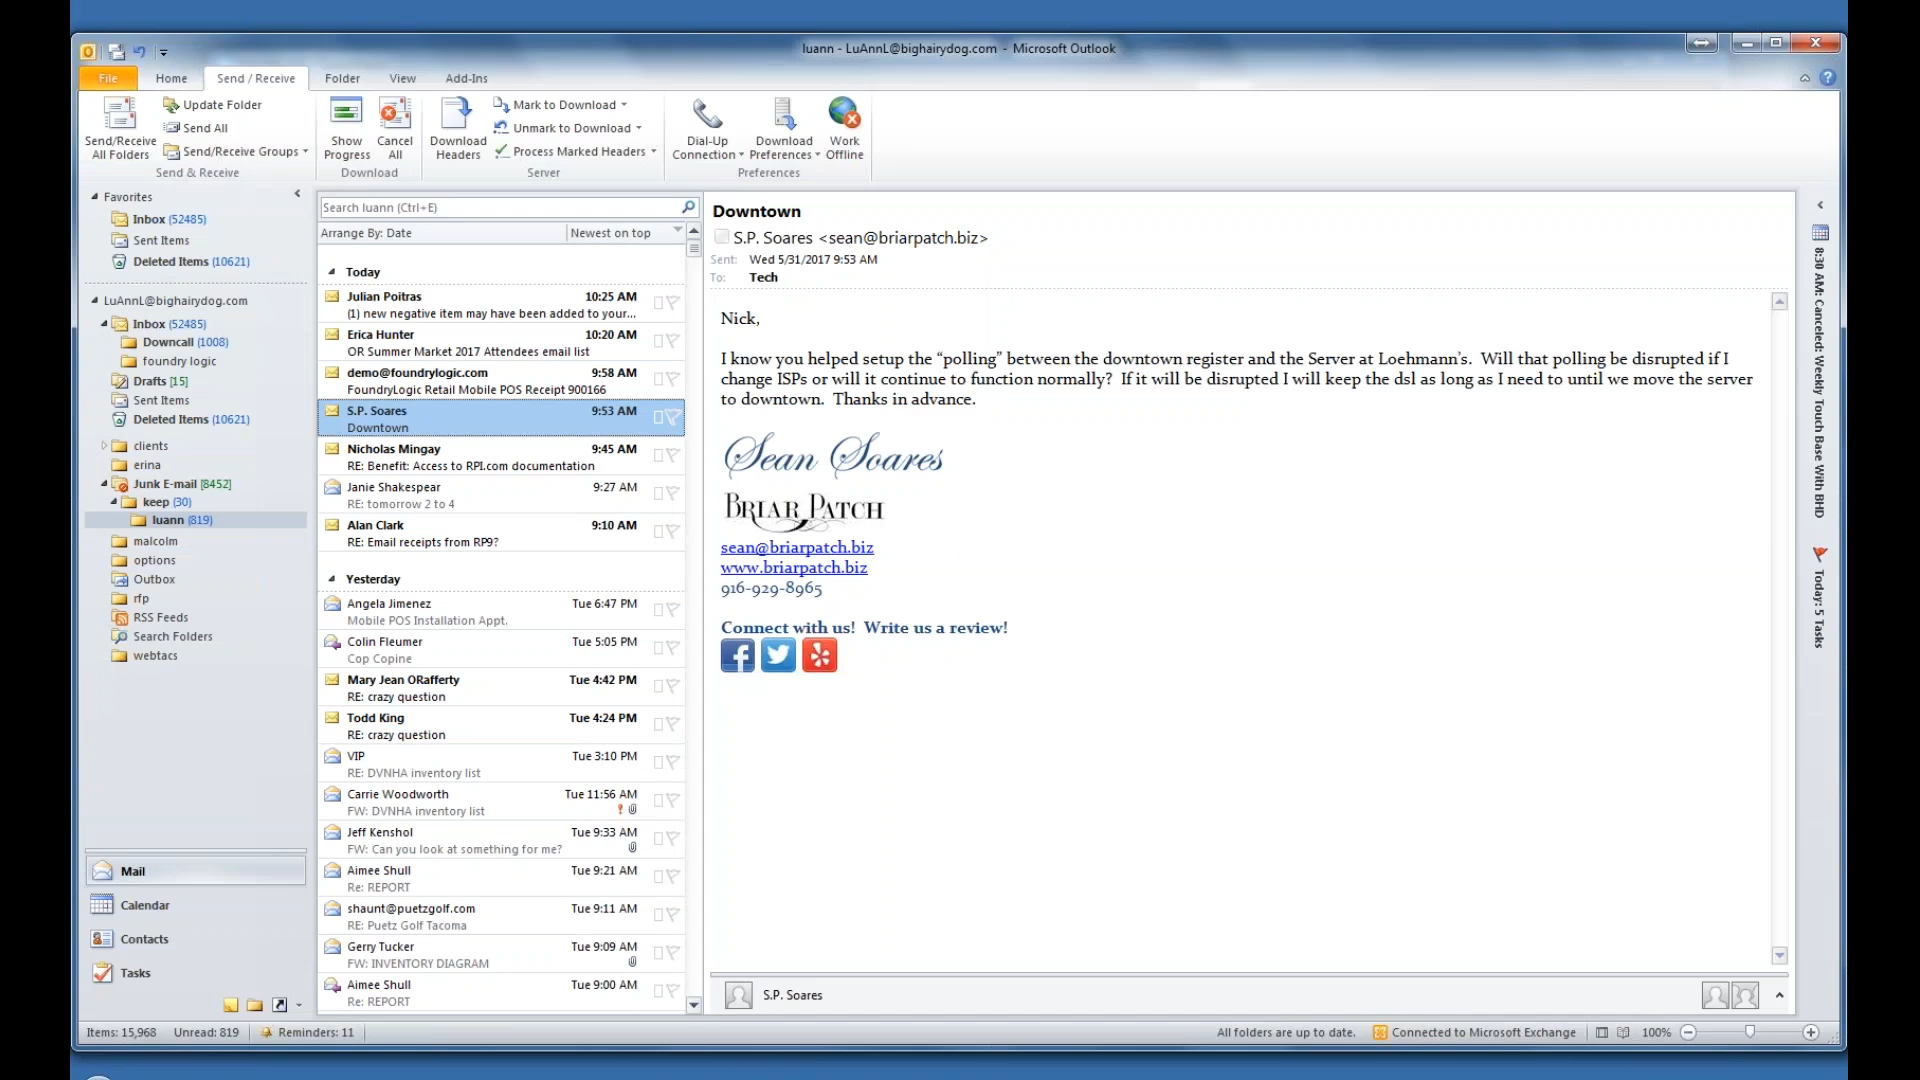 luann - LuAnnL@bighairydog.com - Microsoft Outlook
File Home Send / Receive Folder View Add-Ins
Send/Receive All Folders
Update Folder
Send All
Send/Receive Groups
Send & Receive
Show Progress
Cancel All
Download
Download Headers
Mark to Download
Unmark to Download
Process Marked Headers
Server
Dial-Up Connection
Download Preferences
Work Offline
Preferences
Favorites
Inbox (52485)
Sent Items
Deleted Items (10621)
LuAnnL@bighairydog.com
Inbox (52485)
Downcall (1008)
foundry logic
Drafts [15]
Sent Items
Deleted Items (10621)
clients
erina
Junk E-mail [8452]
keep (30)
luann (819)
malcolm
options
Outbox
rfp
RSS Feeds
Search Folders
webtacs
Mail
Calendar
Contacts
Tasks
Search luann (Ctrl+E)
Arrange By: Date Newest on top
Today
Julian Poitras 10:25 AM
(1) new negative item may have been added to your...
Erica Hunter 10:20 AM
OR Summer Market 2017 Attendees email list
demo@foundrylogic.com 9:58 AM
FoundryLogic Retail Mobile POS Receipt 900166
S.P. Soares 9:53 AM
Downtown
Nicholas Mingay 9:45 AM
RE: Benefit: Access to RPI.com documentation
Janie Shakespear 9:27 AM
RE: tomorrow 2 to 4
Alan Clark 9:10 AM
RE: Email receipts from RP9?
Yesterday
Angela Jimenez Tue 6:47 PM
Mobile POS Installation Appt.
Colin Fleumer Tue 5:05 PM
Cop Copine
Mary Jean ORafferty Tue 4:42 PM
RE: crazy question
Todd King Tue 4:24 PM
RE: crazy question
VIP Tue 3:10 PM
RE: DVNHA inventory list
Carrie Woodworth Tue 11:56 AM
FW: DVNHA inventory list
Jeff Kenshol Tue 9:33 AM
FW: Can you look at something for me?
Aimee Shull Tue 9:21 AM
Re: REPORT
shaunt@puetzgolf.com Tue 9:11 AM
RE: Puetz Golf Tacoma
Gerry Tucker Tue 9:09 AM
FW: INVENTORY DIAGRAM
Aimee Shull Tue 9:00 AM
Re: REPORT
Downtown
S.P. Soares <sean@briarpatch.biz>
Sent: Wed 5/31/2017 9:53 AM
To: Tech
Nick,
I know you helped setup the “polling” between the downtown register and the Server at Loehmann’s. Will that polling be disrupted if I
change ISPs or will it continue to function normally? If it will be disrupted I will keep the dsl as long as I need to until we move the server
to downtown. Thanks in advance.
Sean Soares
BRIAR PATCH
sean@briarpatch.biz
www.briarpatch.biz
916-929-8965
Connect with us! Write us a review!
S.P. Soares
8:30 AM: Canceled: Weekly Touch Base With BHD
Today: 5 Tasks
Items: 15,968 Unread: 819 Reminders: 11 All folders are up to date. Connected to Microsoft Exchange 100%